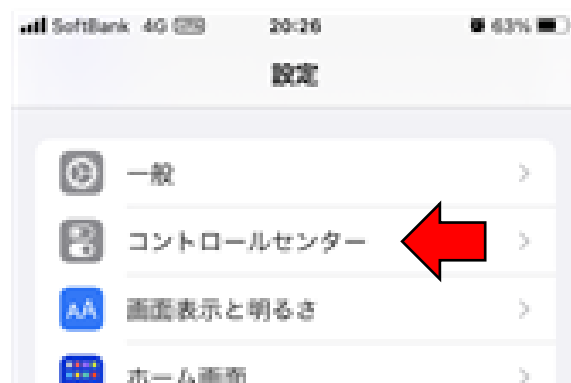 SoftBank 4G 20:26 63%
設定
一般
コントロールセンター
AA 画面表示と明るさ
ホーム画面